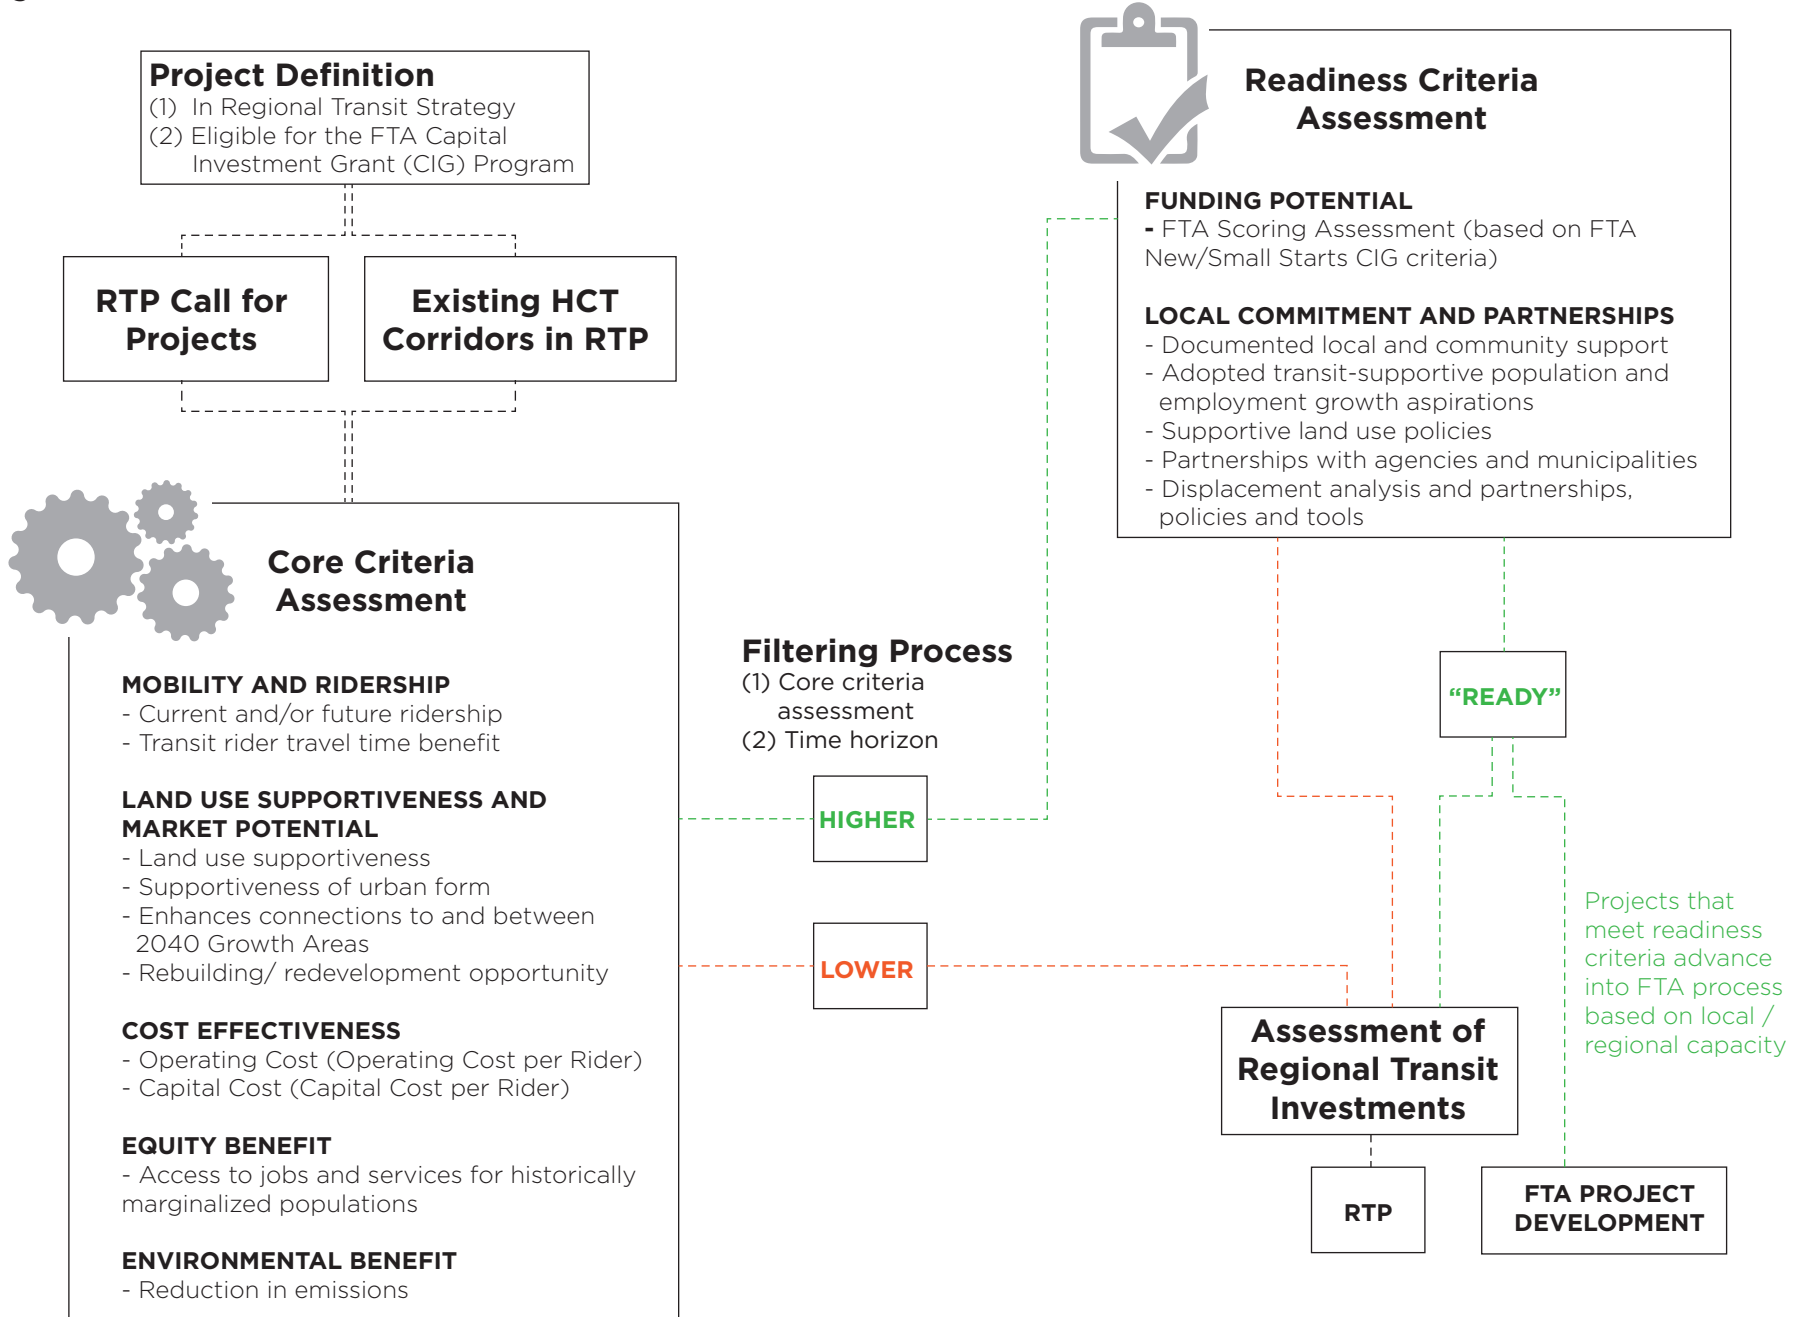 Project Definition
(1) In Regional Transit Strategy
(2) Eligible for the FTA Capital
Investment Grant (CIG) Program
RTP Call for
Projects
Existing HCT
Corridors in RTP
Core Criteria
Assessment
MOBILITY AND RIDERSHIP
- Current and/or future ridership
- Transit rider travel time benefit
LAND USE SUPPORTIVENESS AND
MARKET POTENTIAL
- Land use supportiveness
- Supportiveness of urban form
- Enhances connections to and between
2040 Growth Areas
- Rebuilding/ redevelopment opportunity
COST EFFECTIVENESS
- Operating Cost (Operating Cost per Rider)
- Capital Cost (Capital Cost per Rider)
EQUITY BENEFIT
- Access to jobs and services for historically
marginalized populations
ENVIRONMENTAL BENEFIT
- Reduction in emissions
Filtering Process
(1) Core criteria
assessment
(2) Time horizon
HIGHER
LOWER
Readiness Criteria
Assessment
FUNDING POTENTIAL
- FTA Scoring Assessment (based on FTA
New/Small Starts CIG criteria)
LOCAL COMMITMENT AND PARTNERSHIPS
- Documented local and community support
- Adopted transit-supportive population and
employment growth aspirations
- Supportive land use policies
- Partnerships with agencies and municipalities
- Displacement analysis and partnerships,
policies and tools
“READY”
Projects that
meet readiness
criteria advance
into FTA process
based on local /
regional capacity
Assessment of
Regional Transit
Investments
RTP
FTA PROJECT
DEVELOPMENT